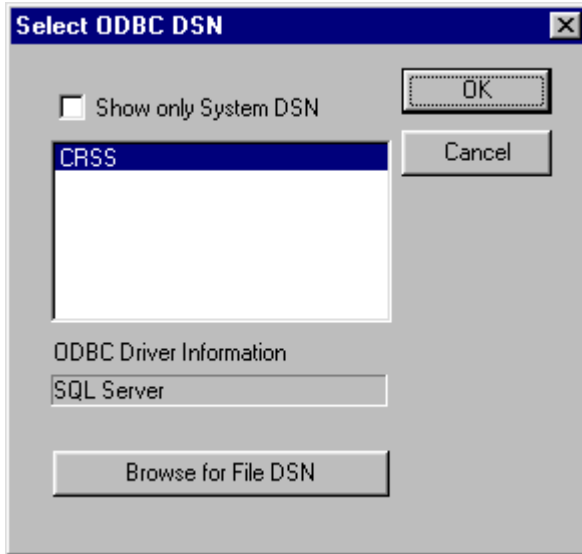 Select ODBC DSN
Show only System DSN
OK
Cancel
CRSS
ODBC Driver Information
SQL Server
Browse for File DSN